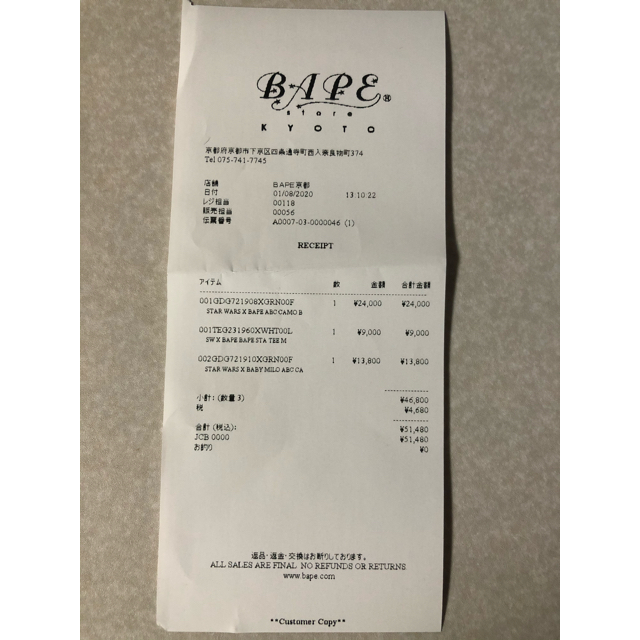 BAPE®
store
KYOTO
京都府京都市下京区四条通寺町西入奈良物町374
Tel 075-741-7745
店舗 BAPE京都
日付 01/08/2020 13:10:22
レジ担当 00118
販売担当 00056
伝票番号 A0007-03-0000046 (1)
RECEIPT
アイテム 数 金額 合計金額
001GDG721908XGRN00F 1 ¥24,000 ¥24,000
STAR WARS X BAPE ABC CAMO B
001TEG231960XWHT00L 1 ¥9,000 ¥9,000
SW X BAPE BAPE STA TEE M
002GDG721910XGRN00F 1 ¥13,800 ¥13,800
STAR WARS X BABY MILO ABC CA
小計: (数量 3) ¥46,800
税 ¥4,680
合計 (税込): ¥51,480
JCB 0000 ¥51,480
お釣り ¥0
返品・返金・交換はお断りしております。
ALL SALES ARE FINAL NO REFUNDS OR RETURNS
www.bape.com
**Customer Copy**